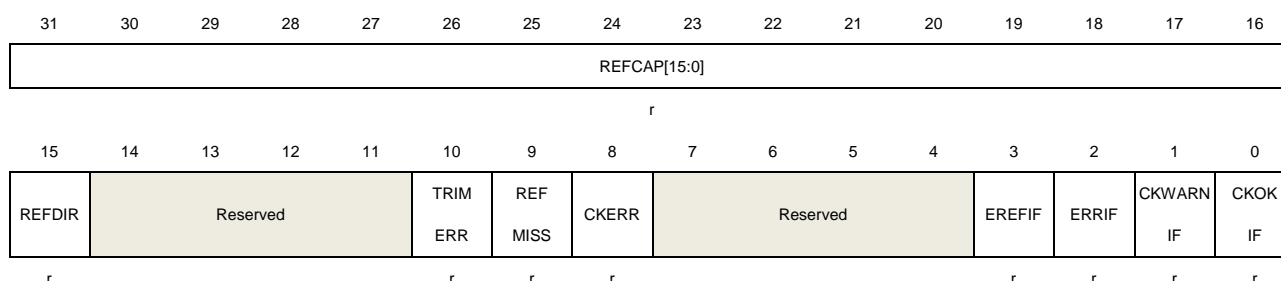 31 30 29 28 27 26 25 24 23 22 21 20 19 18 17 16
REFCAP[15:0]
r
15 14 13 12 11 10 9 8 7 6 5 4 3 2 1 0
REFDIR Reserved TRIM ERR REF MISS CKERR Reserved EREFIF ERRIF CKWARN IF CKOK IF
r r r r r r r r